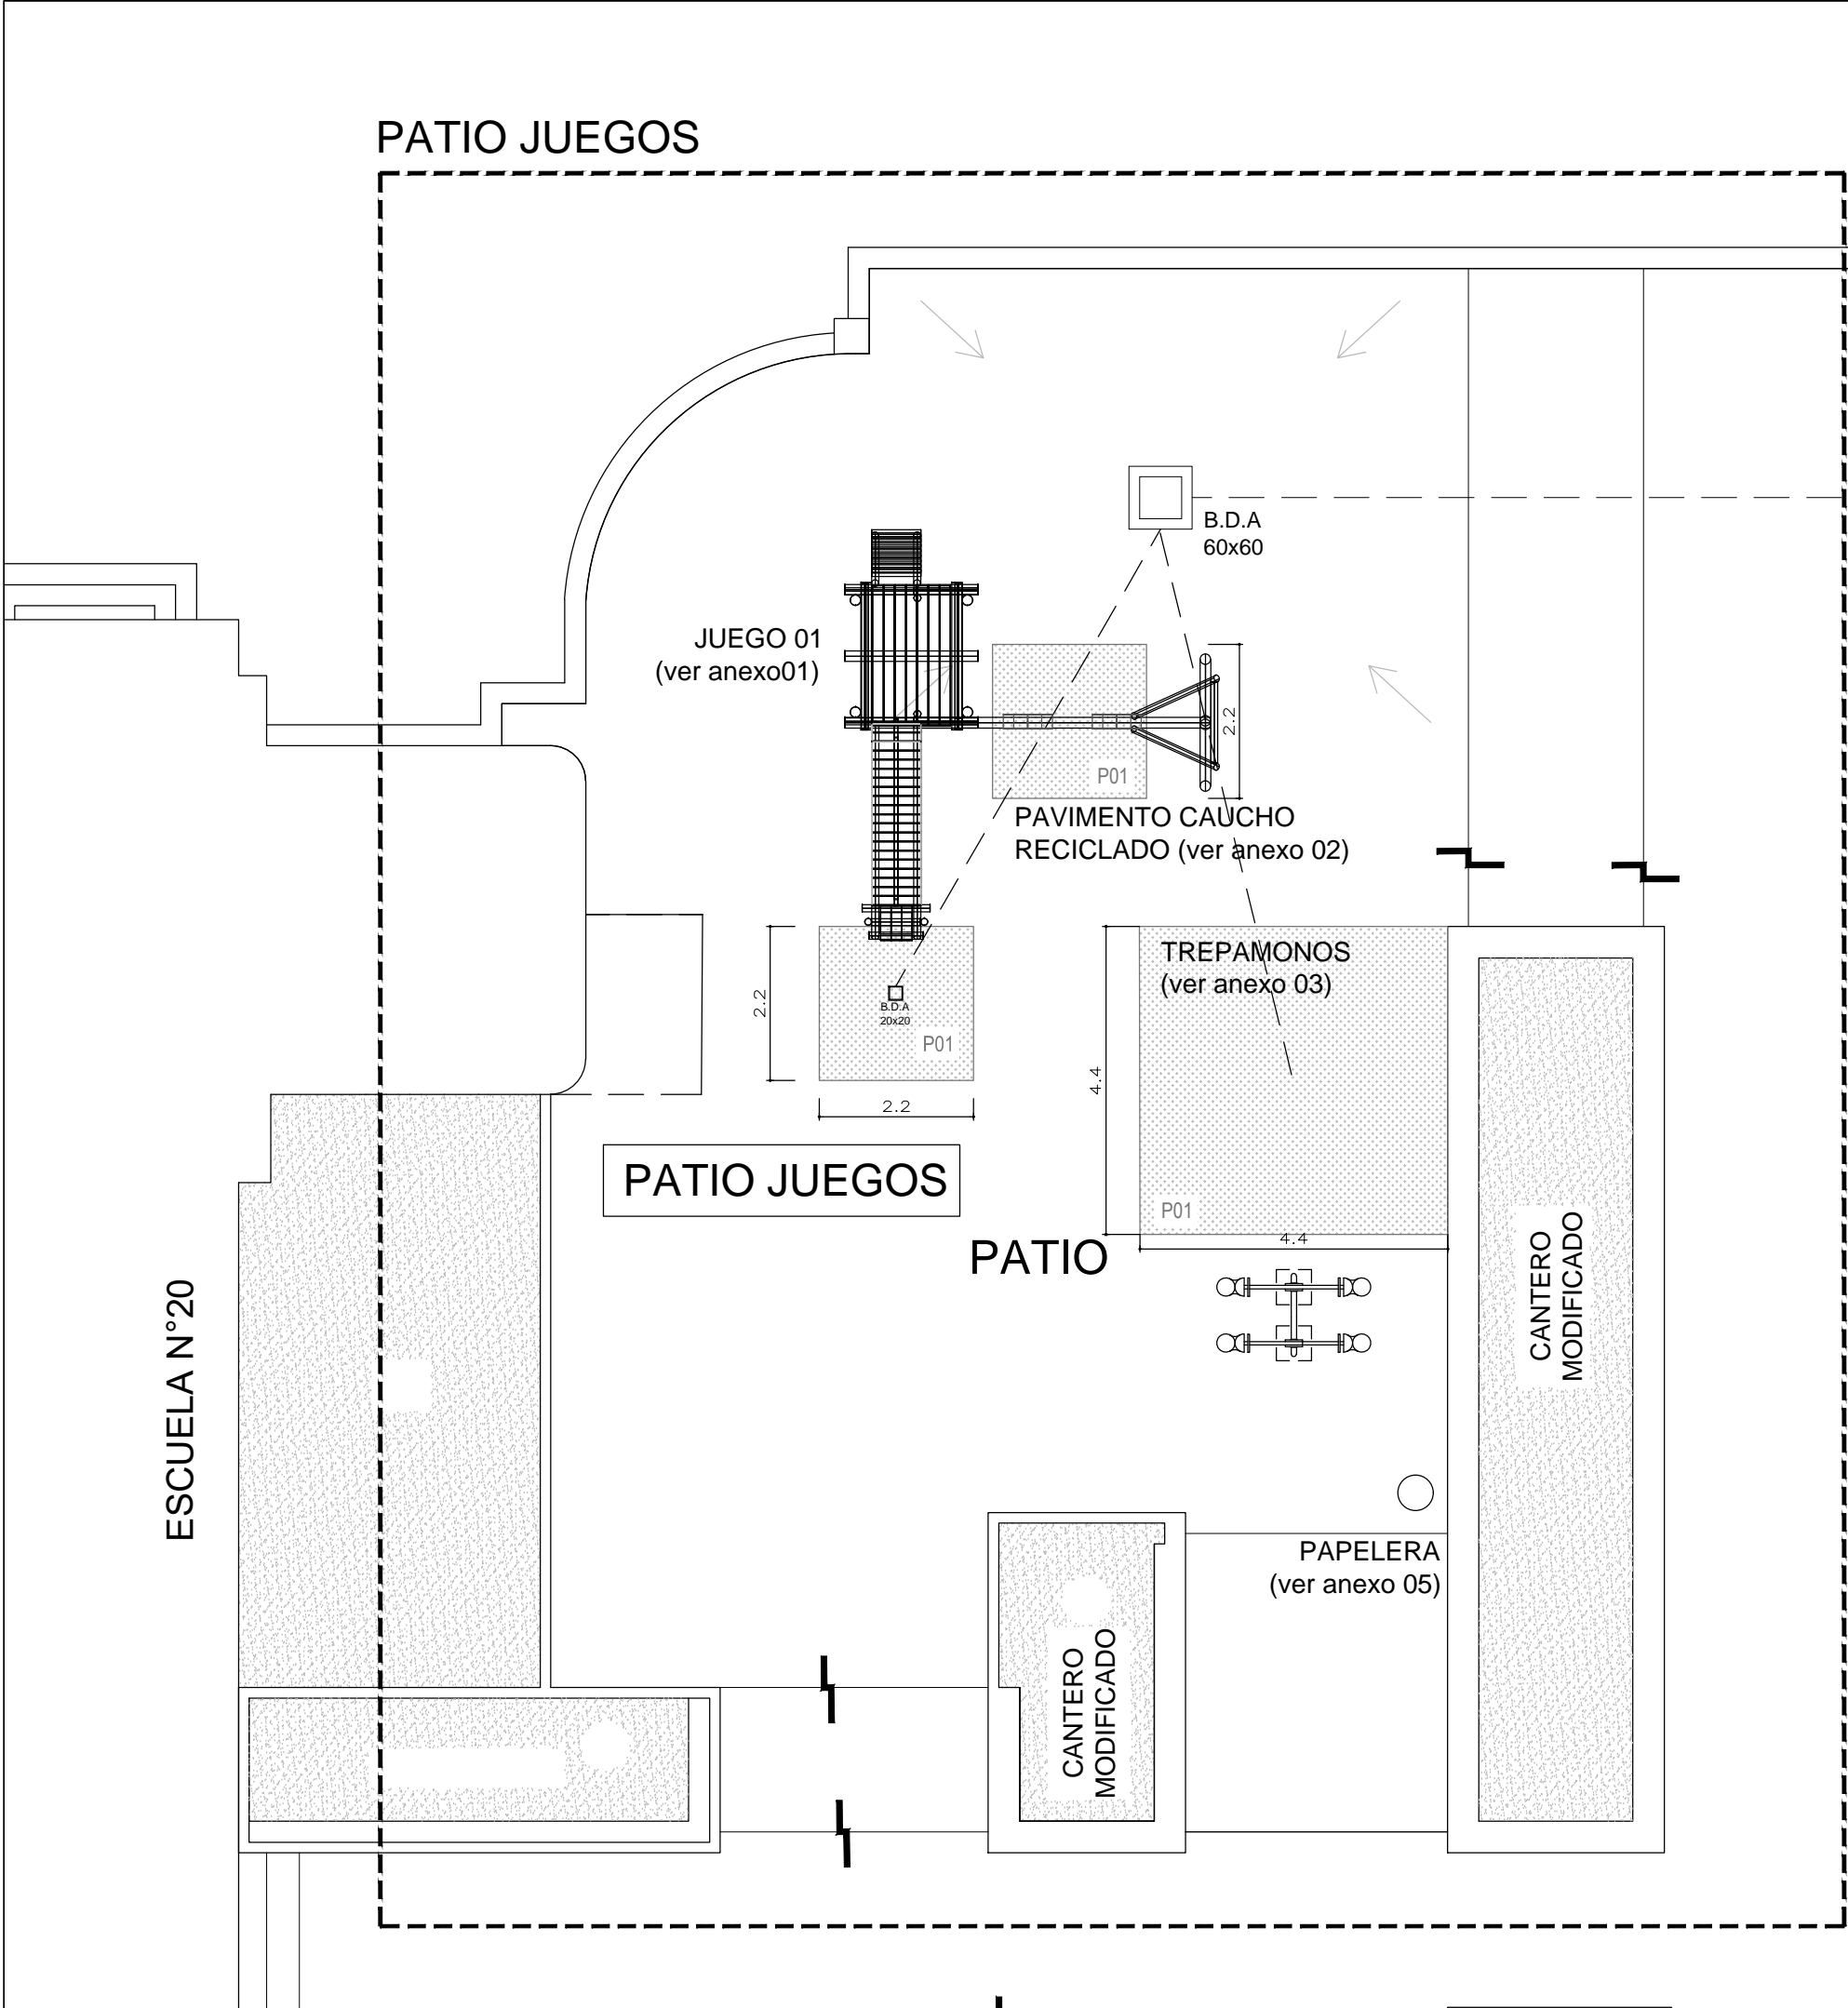 PATIO JUEGOS
B.D.A
60x60
JUEGO 01
(ver anexo01)
2.2
P01
PAVIMENTO CAUCHO
RECICLADO (ver anexo 02)
TREPAMONOS
(ver anexo 03)
2.2
B.D.A
20x20
P01
2.2
4.4
PATIO JUEGOS
P01
4.4
PATIO
CANTERO
MODIFICADO
ESCUELA N°20
PAPELERA
(ver anexo 05)
CANTERO
MODIFICADO